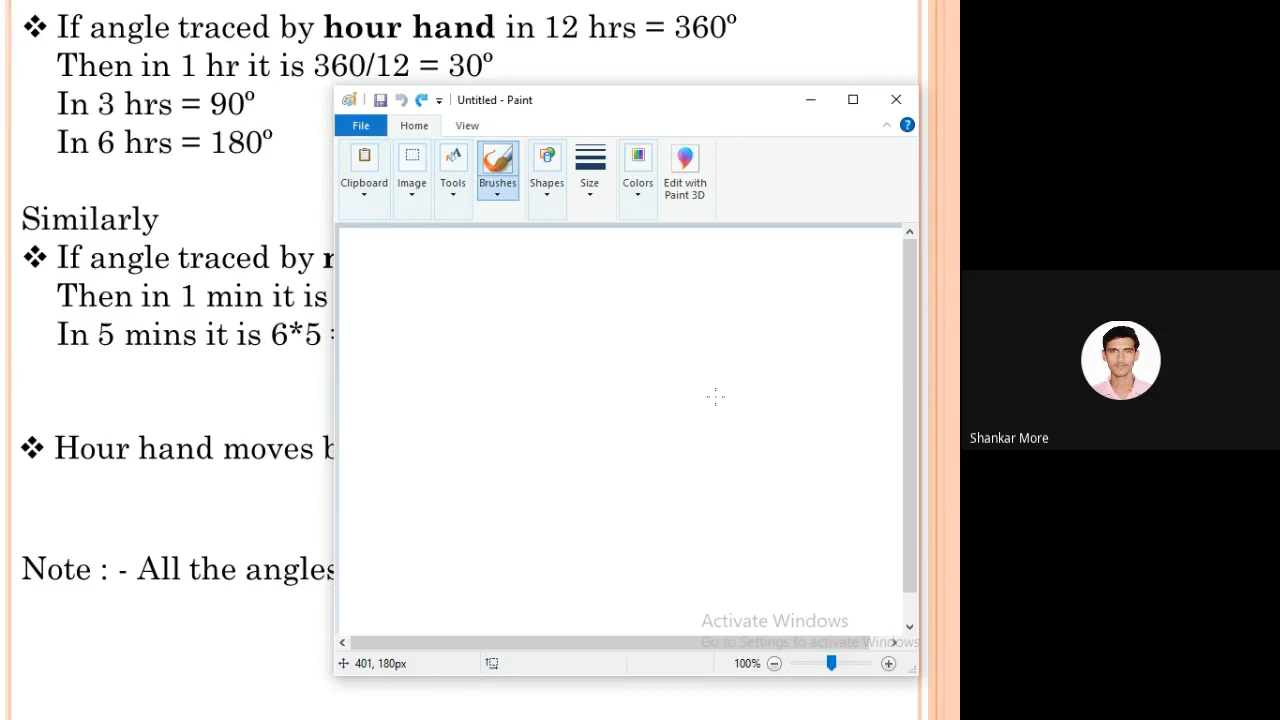 ❖ If angle traced by hour hand in 12 hrs = 360º
Then in 1 hr it is 360/12 = 30º
In 3 hrs = 90º
In 6 hrs = 180º
Similarly
❖ If angle traced by
Then in 1 min it is
In 5 mins it is 6*5
❖ Hour hand moves
Note : - All the angles
Untitled - Paint
File Home View
Clipboard Image Tools Brushes Shapes Size Colors Edit with
Paint 3D
Activate Windows
Go to Settings to activate Windows
401, 180px 100%
Shankar More